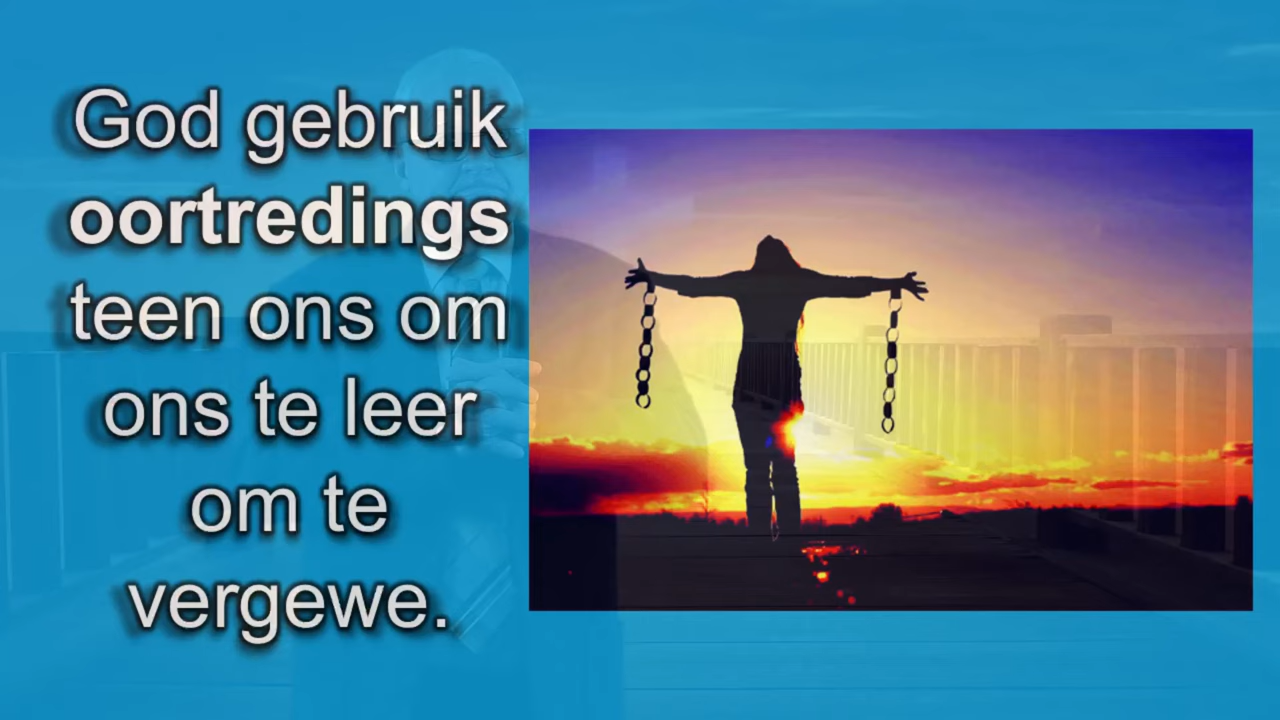 God gebruik
oortredings
teen ons om
ons te leer
om te
vergewe.